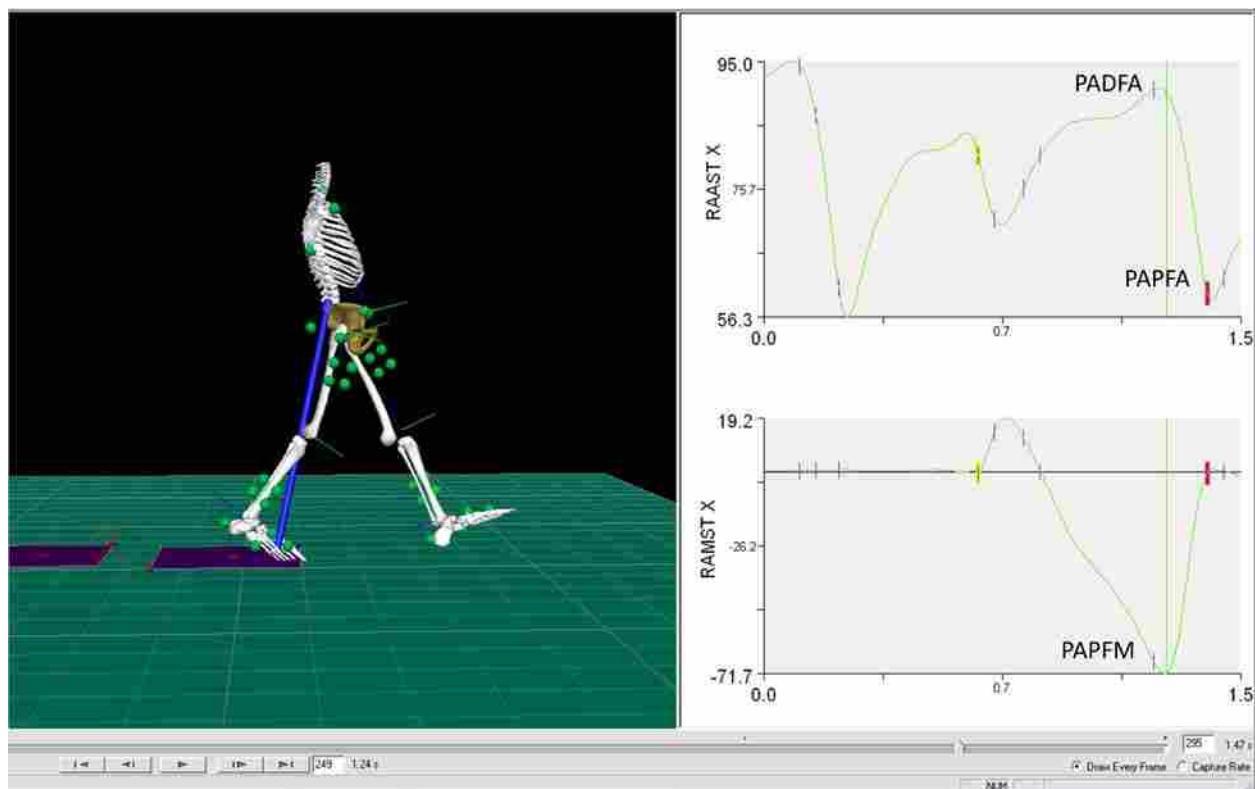 95.0
PADFA
RAAST X
75.7
PAPFA
56.3
0.0
0.7
1.5
19.2
RAMST X
-26.2
PAPFM
-71.7
0.0
0.7
1.5
295 1.47 s
249 1.24 s
Draw Every Frame Capture Rate
NUM